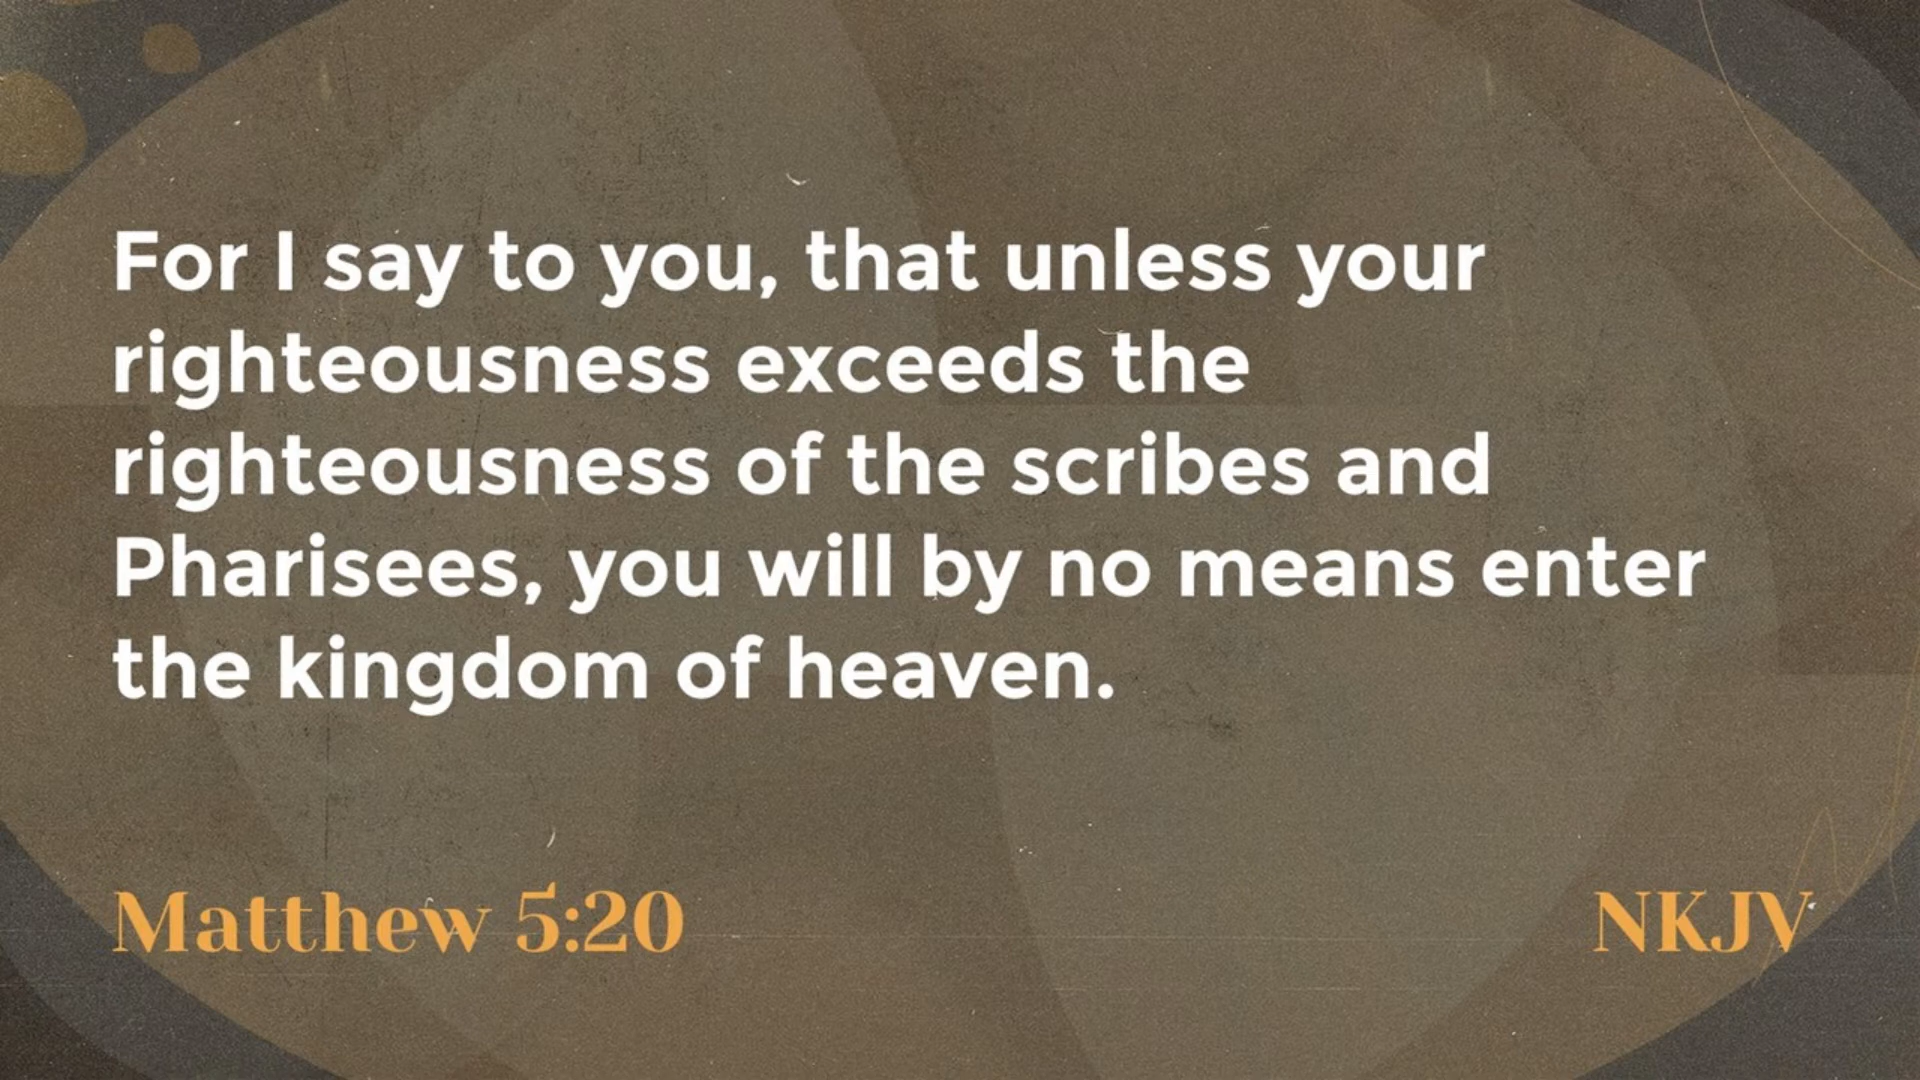 For I say to you, that unless your
righteousness exceeds the
righteousness of the scribes and
Pharisees, you will by no means enter
the kingdom of heaven.
Matthew 5:20
NKJV